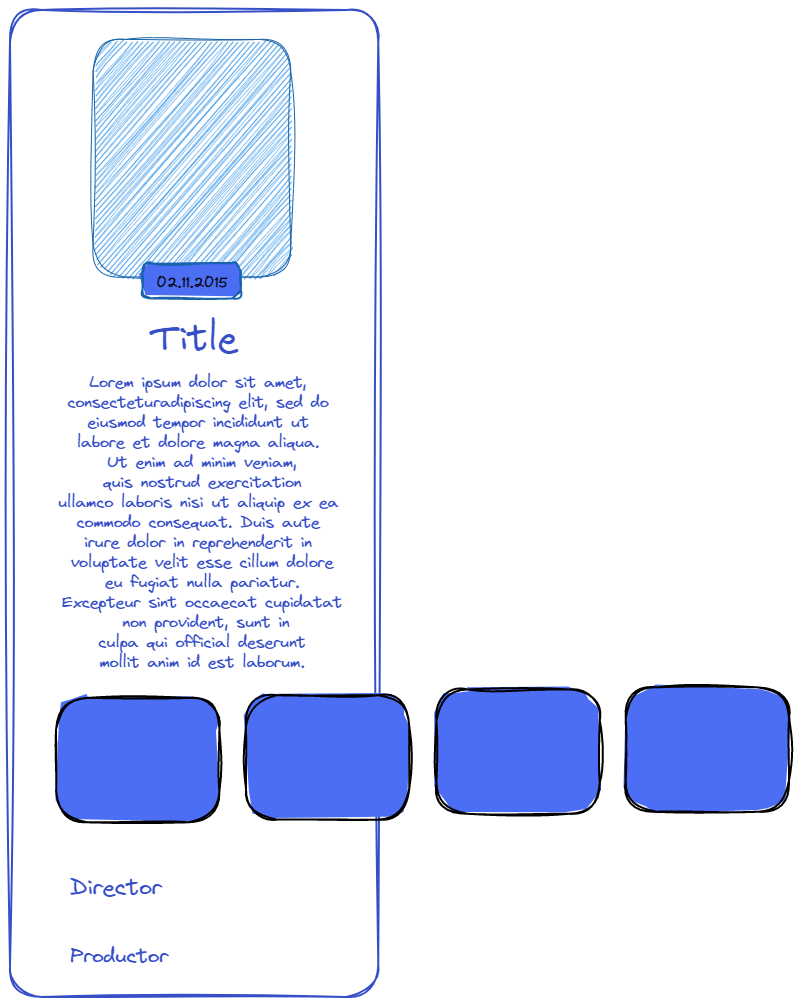 02.11.2015
Title
Lorem ipsum dolor sit amet,
consecteturadipiscing elit, sed do
eiusmod tempor incididunt ut
labore et dolore magna aliqua.
Ut enim ad minim veniam,
quis nostrud exercitation
ullamco laboris nisi ut aliquip ex ea
commodo consequat. Duis aute
irure dolor in reprehenderit in
voluptate velit esse cillum dolore
eu fugiat nulla pariatur.
Excepteur sint occaecat cupidatat
non provident, sunt in
culpa qui official deserunt
mollit anim id est laborum.
Director
Productor